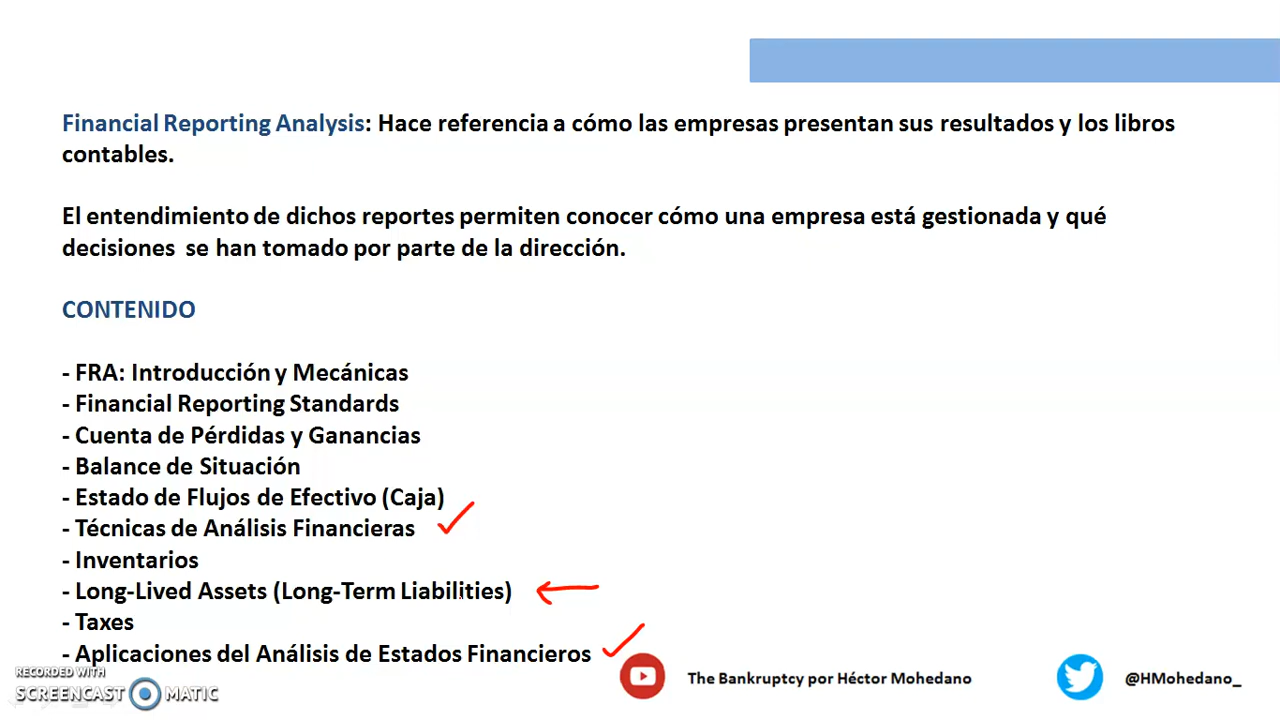 Financial Reporting Analysis: Hace referencia a cómo las empresas presentan sus resultados y los libros
contables.
El entendimiento de dichos reportes permiten conocer cómo una empresa está gestionada y qué
decisiones se han tomado por parte de la dirección.
CONTENIDO
- FRA: Introducción y Mecánicas
- Financial Reporting Standards
- Cuenta de Pérdidas y Ganancias
- Balance de Situación
- Estado de Flujos de Efectivo (Caja)
- Técnicas de Análisis Financieras
- Inventarios
- Long-Lived Assets (Long-Term Liabilities)
- Taxes
- Aplicaciones del Análisis de Estados Financieros
RECORDED WITH
SCREENCAST MATIC
The Bankruptcy por Héctor Mohedano
@HMohedano_